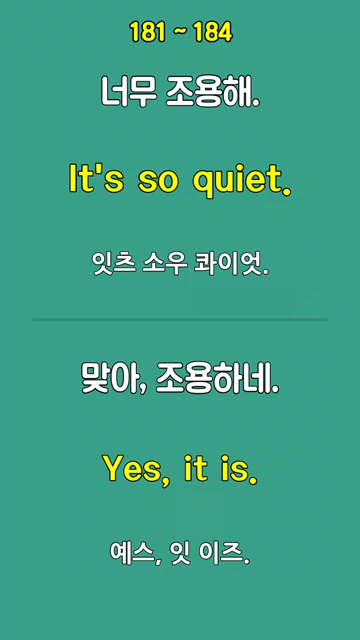 181 ~ 184
너무 조용해.
It's so quiet.
잇츠 소우 콰이엇.
맞아, 조용하네.
Yes, it is.
예스, 잇 이즈.